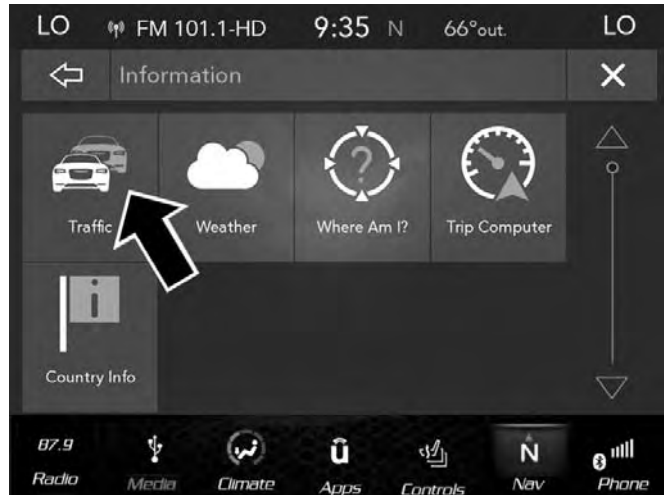 LO FM 101.1-HD 9:35 N 66°out. LO
Information
Traffic Weather Where Am I? Trip Computer
Country Info
87.9
Radio Media Climate Apps Controls Nav Phone